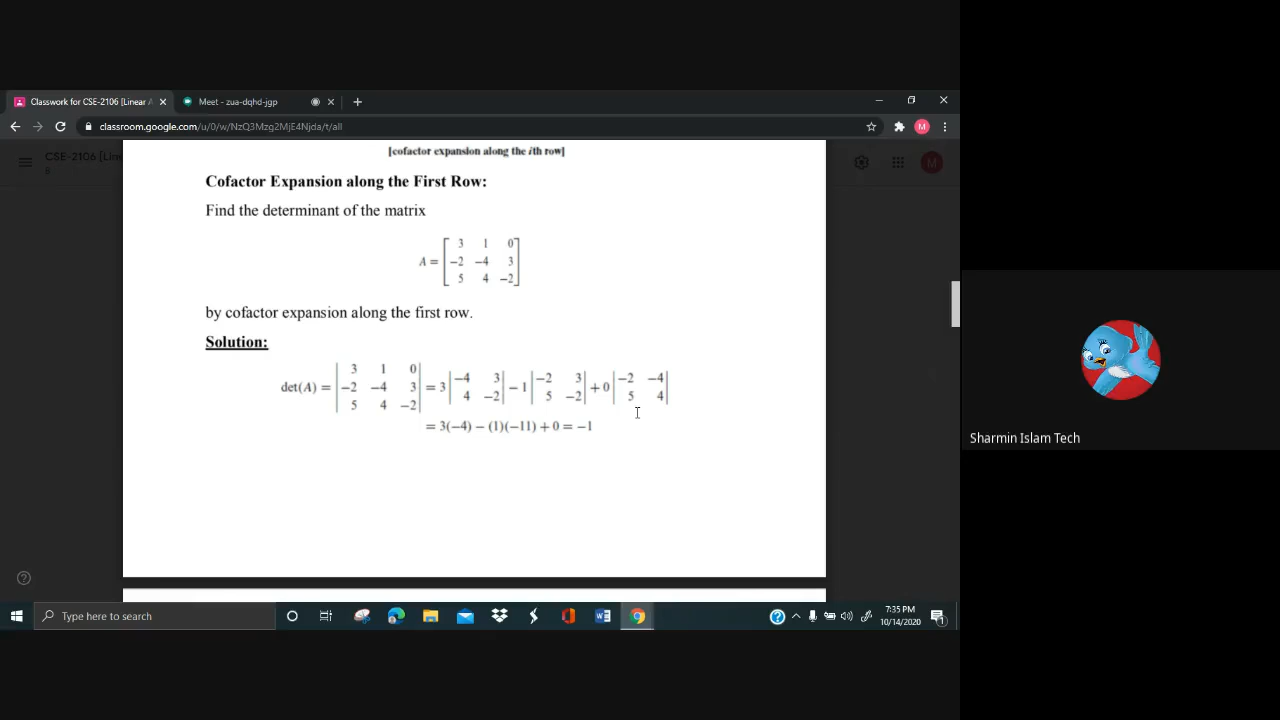 Classwork for CSE-2106 [Linear A
Meet - zua-dqhd-jgp
classroom.google.com/u/0/w/NzQ3Mzg2MjE4Njda/t/all
CSE-2106 [Lin
[cofactor expansion along the ith row]
Cofactor Expansion along the First Row:
Find the determinant of the matrix
A = [3 1 0
-2 -4 3
5 4 -2]
by cofactor expansion along the first row.
Solution:
det(A) = |3 1 0 -2 -4 3 5 4 -2| = 3|-4 3 4 -2| - 1|-2 3 5 -2| + 0|-2 -4 5 4|
= 3(-4) - (1)(-11) + 0 = -1
Sharmin Islam Tech
Type here to search
7:35 PM
10/14/2020